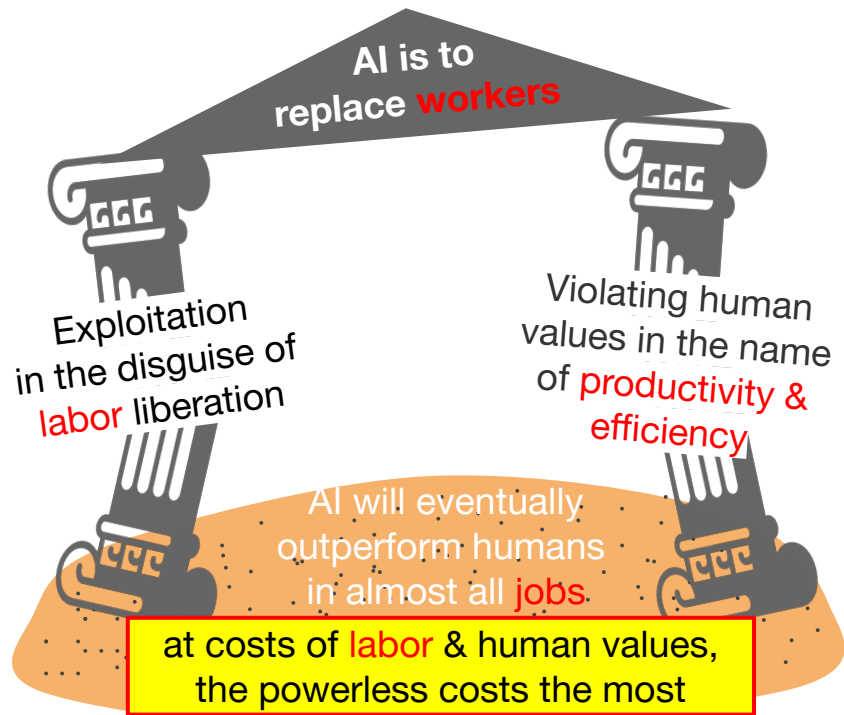 AI is to
replace workers
Exploitation
in the disguise of
labor liberation
Violating human
values in the name
of productivity &
efficiency
AI will eventually
outperform humans
in almost all jobs
at costs of labor & human values,
the powerless costs the most